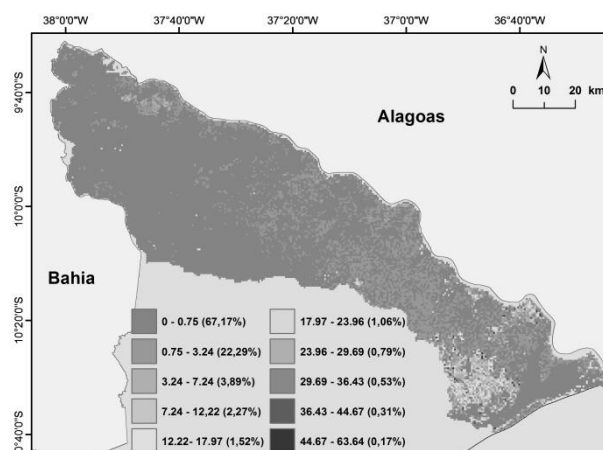 38°0'0"O 37°40'0"O 37°20'0"O 37°0'0"O 36°40'0"O
N
0 10 20 km
9°40'0"S
Alagoas
10°0'0"S
Bahia
10°20'0"S
0°40'0"S
0 - 0.75 (67,17%)
0.75 - 3.24 (22,29%)
3.24 - 7.24 (3,89%)
7.24 - 12,22 (2,27%)
12.22- 17.97 (1,52%)
17.97 - 23.96 (1,06%)
23.96 - 29.69 (0,79%)
29.69 - 36.43 (0,53%)
36.43 - 44.67 (0,31%)
44.67 - 63.64 (0,17%)